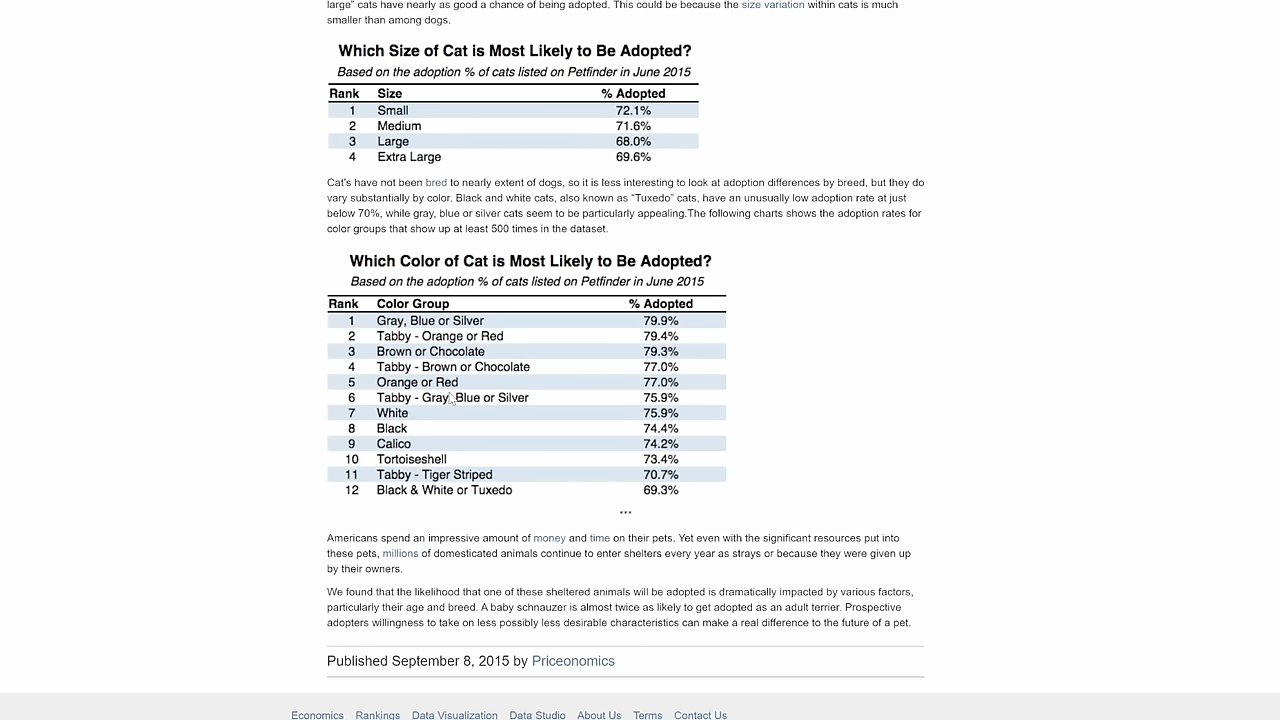 large" cats have nearly as good a chance of being adopted. This could be because the size variation within cats is much
smaller than among dogs.
Which Size of Cat is Most Likely to Be Adopted?
Based on the adoption % of cats listed on Petfinder in June 2015
Rank Size % Adopted
1 Small 72.1%
2 Medium 71.6%
3 Large 68.0%
4 Extra Large 69.6%
Cat's have not been bred to nearly extent of dogs, so it is less interesting to look at adoption differences by breed, but they do
vary substantially by color. Black and white cats, also known as “Tuxedo” cats, have an unusually low adoption rate at just
below 70%, while gray, blue or silver cats seem to be particularly appealing.The following charts shows the adoption rates for
color groups that show up at least 500 times in the dataset.
Which Color of Cat is Most Likely to Be Adopted?
Based on the adoption % of cats listed on Petfinder in June 2015
Rank Color Group % Adopted
1 Gray, Blue or Silver 79.9%
2 Tabby - Orange or Red 79.4%
3 Brown or Chocolate 79.3%
4 Tabby - Brown or Chocolate 77.0%
5 Orange or Red 77.0%
6 Tabby - Gray, Blue or Silver 75.9%
7 White 75.9%
8 Black 74.4%
9 Calico 74.2%
10 Tortoiseshell 73.4%
11 Tabby - Tiger Striped 70.7%
12 Black & White or Tuxedo 69.3%
***
Americans spend an impressive amount of money and time on their pets. Yet even with the significant resources put into
these pets, millions of domesticated animals continue to enter shelters every year as strays or because they were given up
by their owners.
We found that the likelihood that one of these sheltered animals will be adopted is dramatically impacted by various factors,
particularly their age and breed. A baby schnauzer is almost twice as likely to get adopted as an adult terrier. Prospective
adopters willingness to take on less possibly less desirable characteristics can make a real difference to the future of a pet.
Published September 8, 2015 by Priceonomics
Economics Rankings Data Visualization Data Studio About Us Terms Contact Us